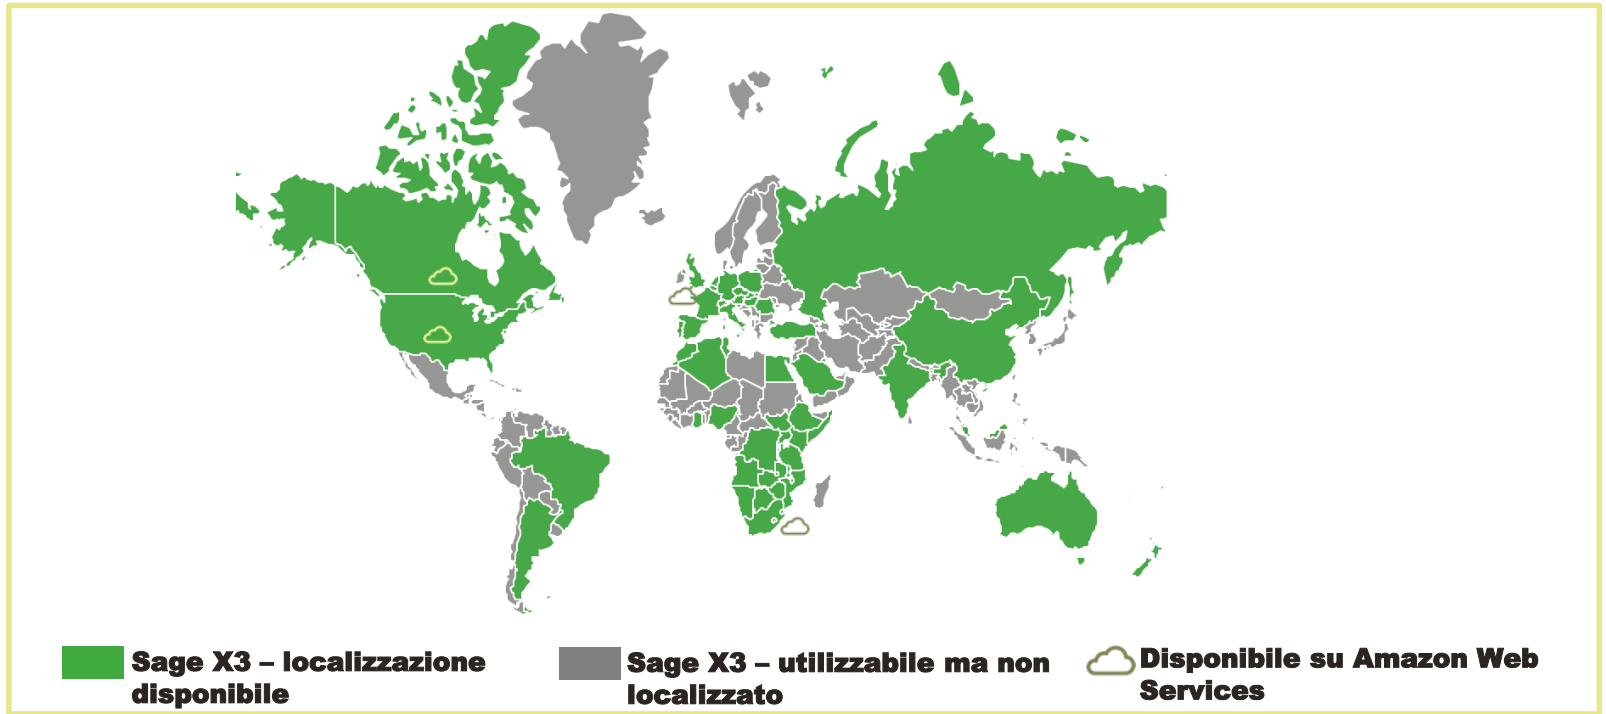 Sage X3 – localizzazione
disponibile
Sage X3 – utilizzabile ma non
localizzato
Disponibile su Amazon Web
Services